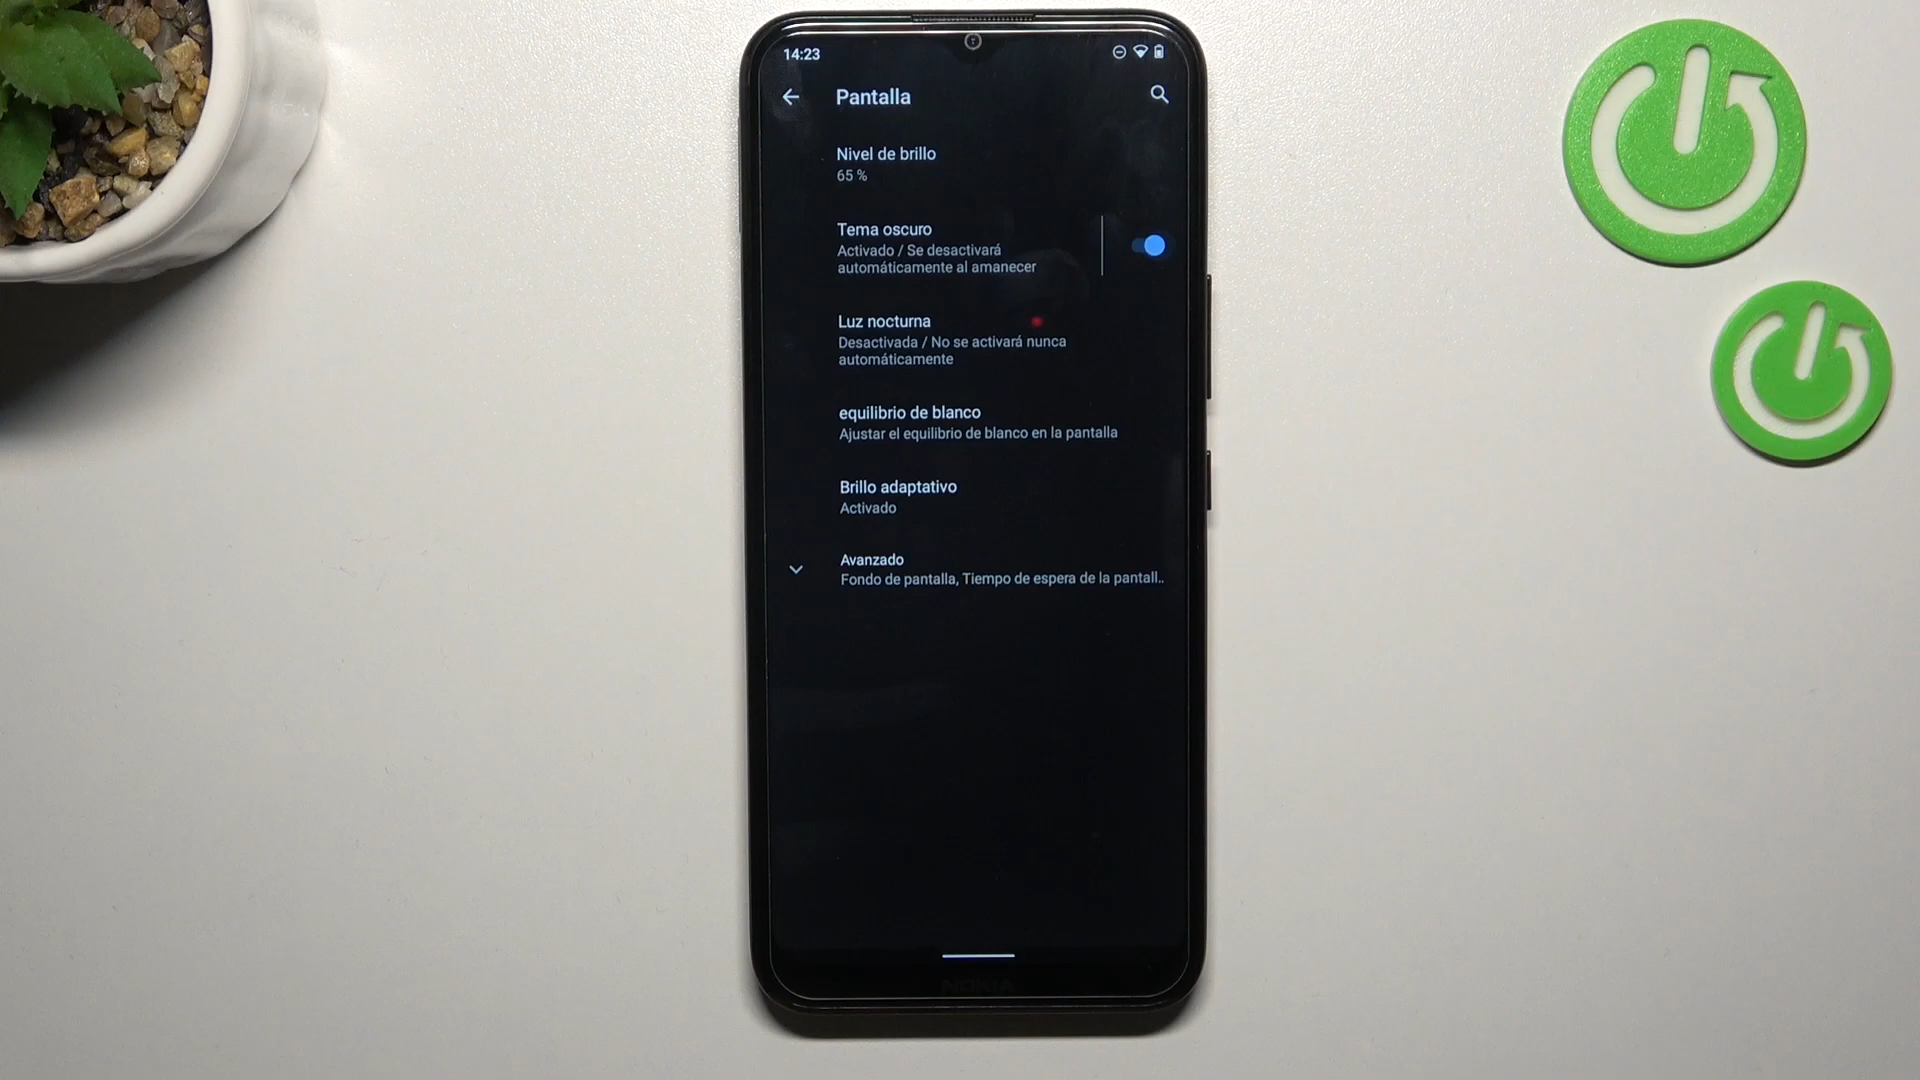 14:23
Pantalla
Nivel de brillo
65 %
Tema oscuro
Activado / Se desactivará
automáticamente al amanecer
Luz nocturna
Desactivada / No se activará nunca
automáticamente
equilibrio de blanco
Ajustar el equilibrio de blanco en la pantalla
Brillo adaptativo
Activado
Avanzado
Fondo de pantalla, Tiempo de espera de la pantall..
NOKIA